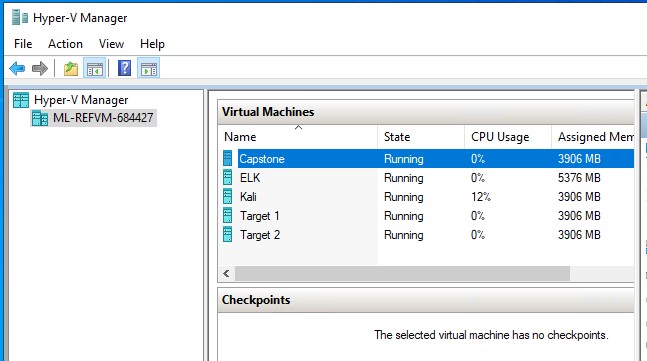 Hyper-V Manager
File Action View Help
Hyper-V Manager
ML-REFVM-684427
Virtual Machines
Name State CPU Usage Assigned Mem
Capstone Running 0% 3906 MB
ELK Running 0% 5376 MB
Kali Running 12% 3906 MB
Target 1 Running 0% 3906 MB
Target 2 Running 0% 3906 MB
Checkpoints
The selected virtual machine has no checkpoints.